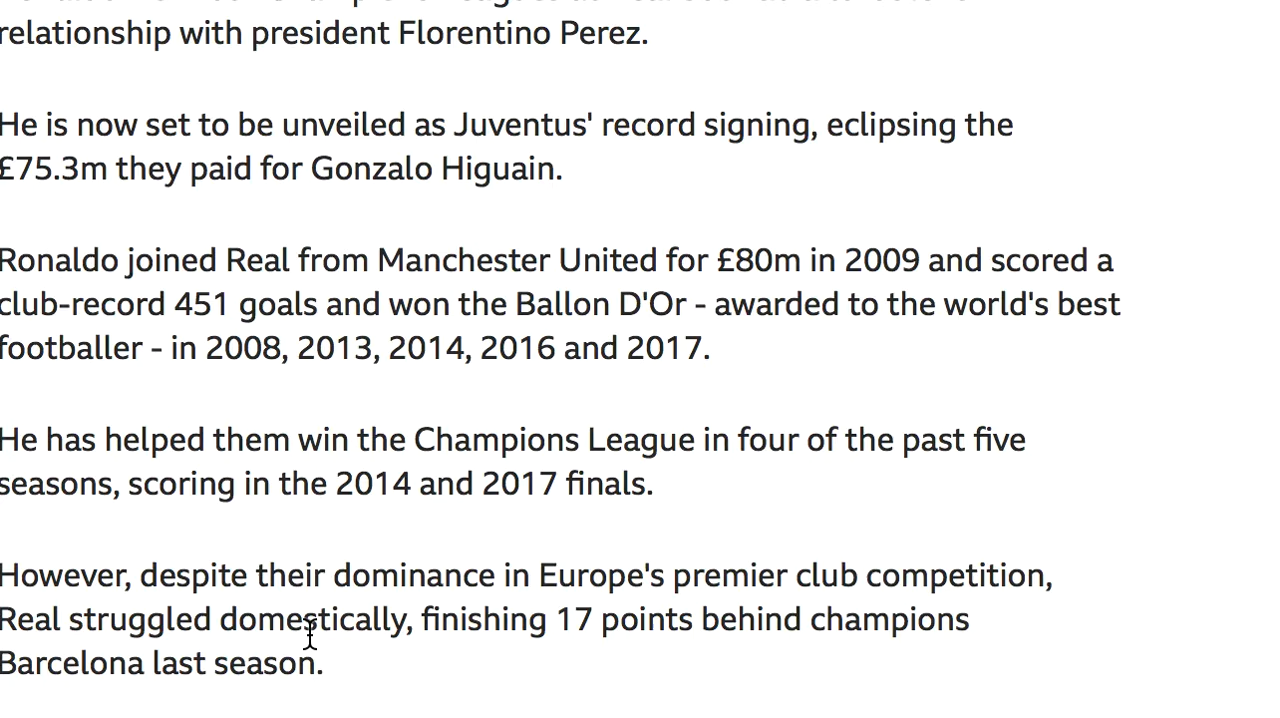 relationship with president Florentino Perez.
He is now set to be unveiled as Juventus' record signing, eclipsing the
£75.3m they paid for Gonzalo Higuain.
Ronaldo joined Real from Manchester United for £80m in 2009 and scored a
club-record 451 goals and won the Ballon D'Or - awarded to the world's best
footballer - in 2008, 2013, 2014, 2016 and 2017.
He has helped them win the Champions League in four of the past five
seasons, scoring in the 2014 and 2017 finals.
However, despite their dominance in Europe's premier club competition,
Real struggled domestically, finishing 17 points behind champions
Barcelona last season.